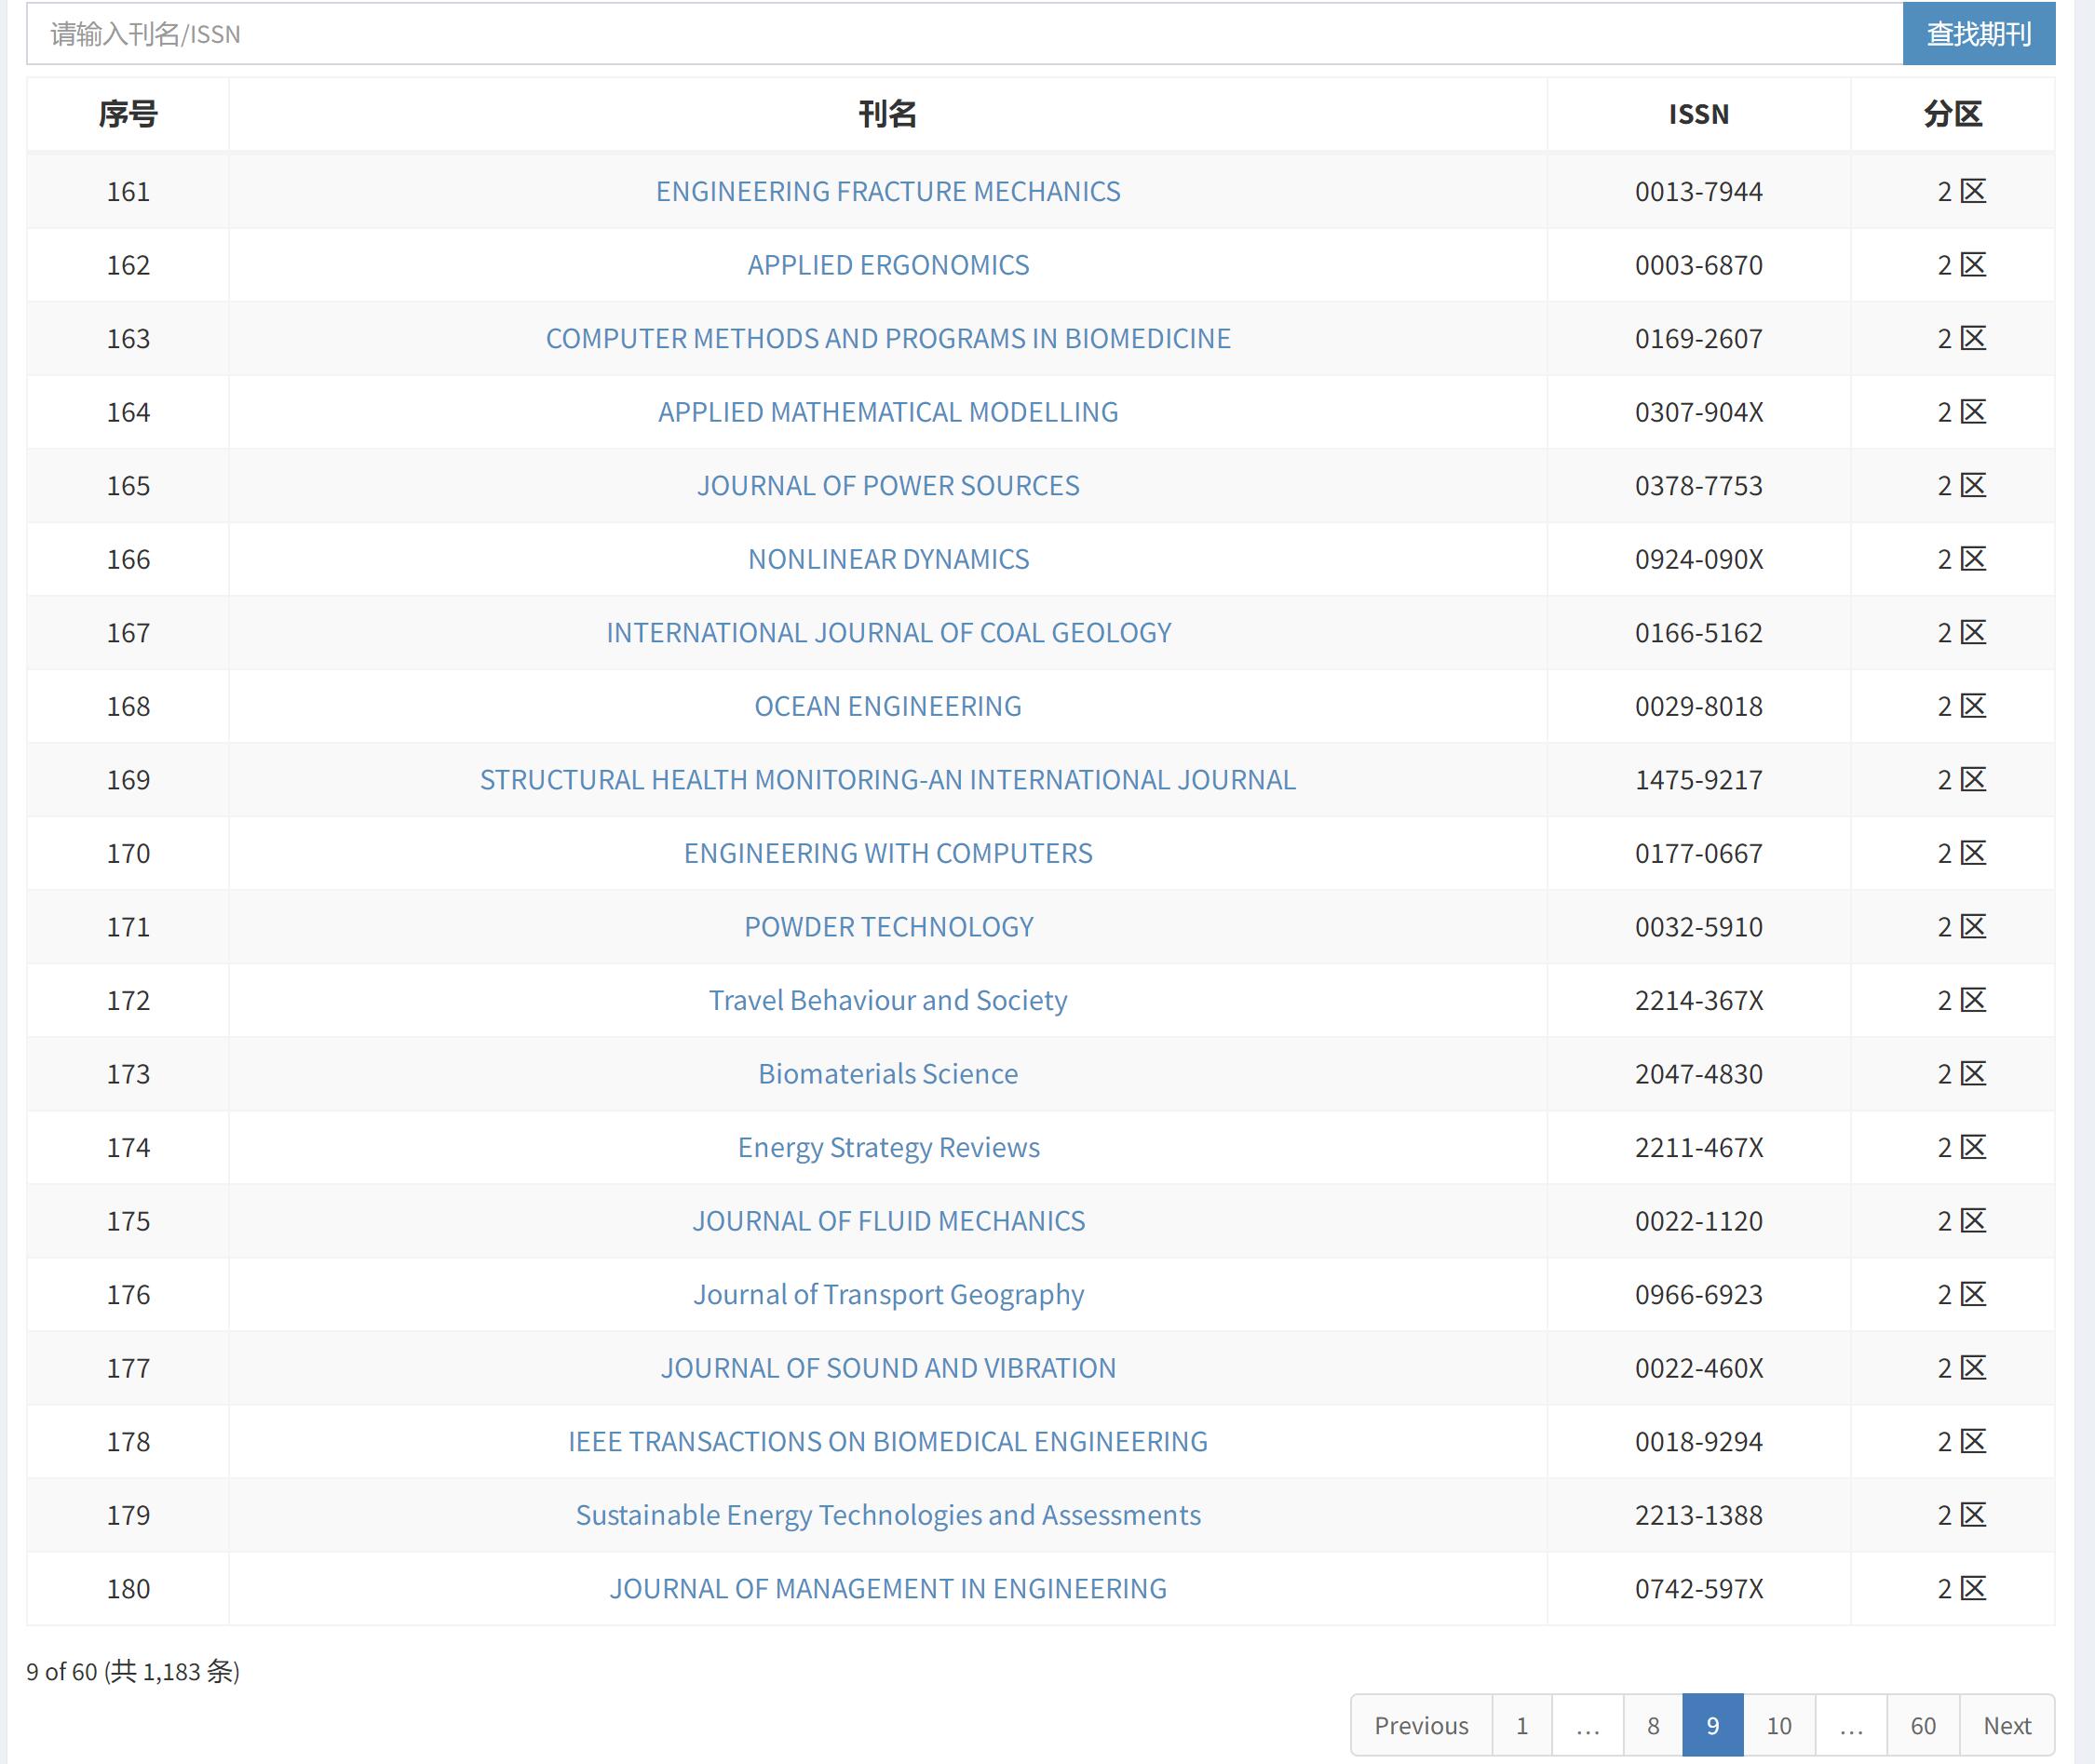 请输入刊名/ISSN 查找期刊
序号 刊名 ISSN 分区
161 ENGINEERING FRACTURE MECHANICS 0013-7944 2 区
162 APPLIED ERGONOMICS 0003-6870 2 区
163 COMPUTER METHODS AND PROGRAMS IN BIOMEDICINE 0169-2607 2 区
164 APPLIED MATHEMATICAL MODELLING 0307-904X 2 区
165 JOURNAL OF POWER SOURCES 0378-7753 2 区
166 NONLINEAR DYNAMICS 0924-090X 2 区
167 INTERNATIONAL JOURNAL OF COAL GEOLOGY 0166-5162 2 区
168 OCEAN ENGINEERING 0029-8018 2 区
169 STRUCTURAL HEALTH MONITORING-AN INTERNATIONAL JOURNAL 1475-9217 2 区
170 ENGINEERING WITH COMPUTERS 0177-0667 2 区
171 POWDER TECHNOLOGY 0032-5910 2 区
172 Travel Behaviour and Society 2214-367X 2 区
173 Biomaterials Science 2047-4830 2 区
174 Energy Strategy Reviews 2211-467X 2 区
175 JOURNAL OF FLUID MECHANICS 0022-1120 2 区
176 Journal of Transport Geography 0966-6923 2 区
177 JOURNAL OF SOUND AND VIBRATION 0022-460X 2 区
178 IEEE TRANSACTIONS ON BIOMEDICAL ENGINEERING 0018-9294 2 区
179 Sustainable Energy Technologies and Assessments 2213-1388 2 区
180 JOURNAL OF MANAGEMENT IN ENGINEERING 0742-597X 2 区
9 of 60 (共 1,183 条)
Previous 1 … 8 9 10 … 60 Next